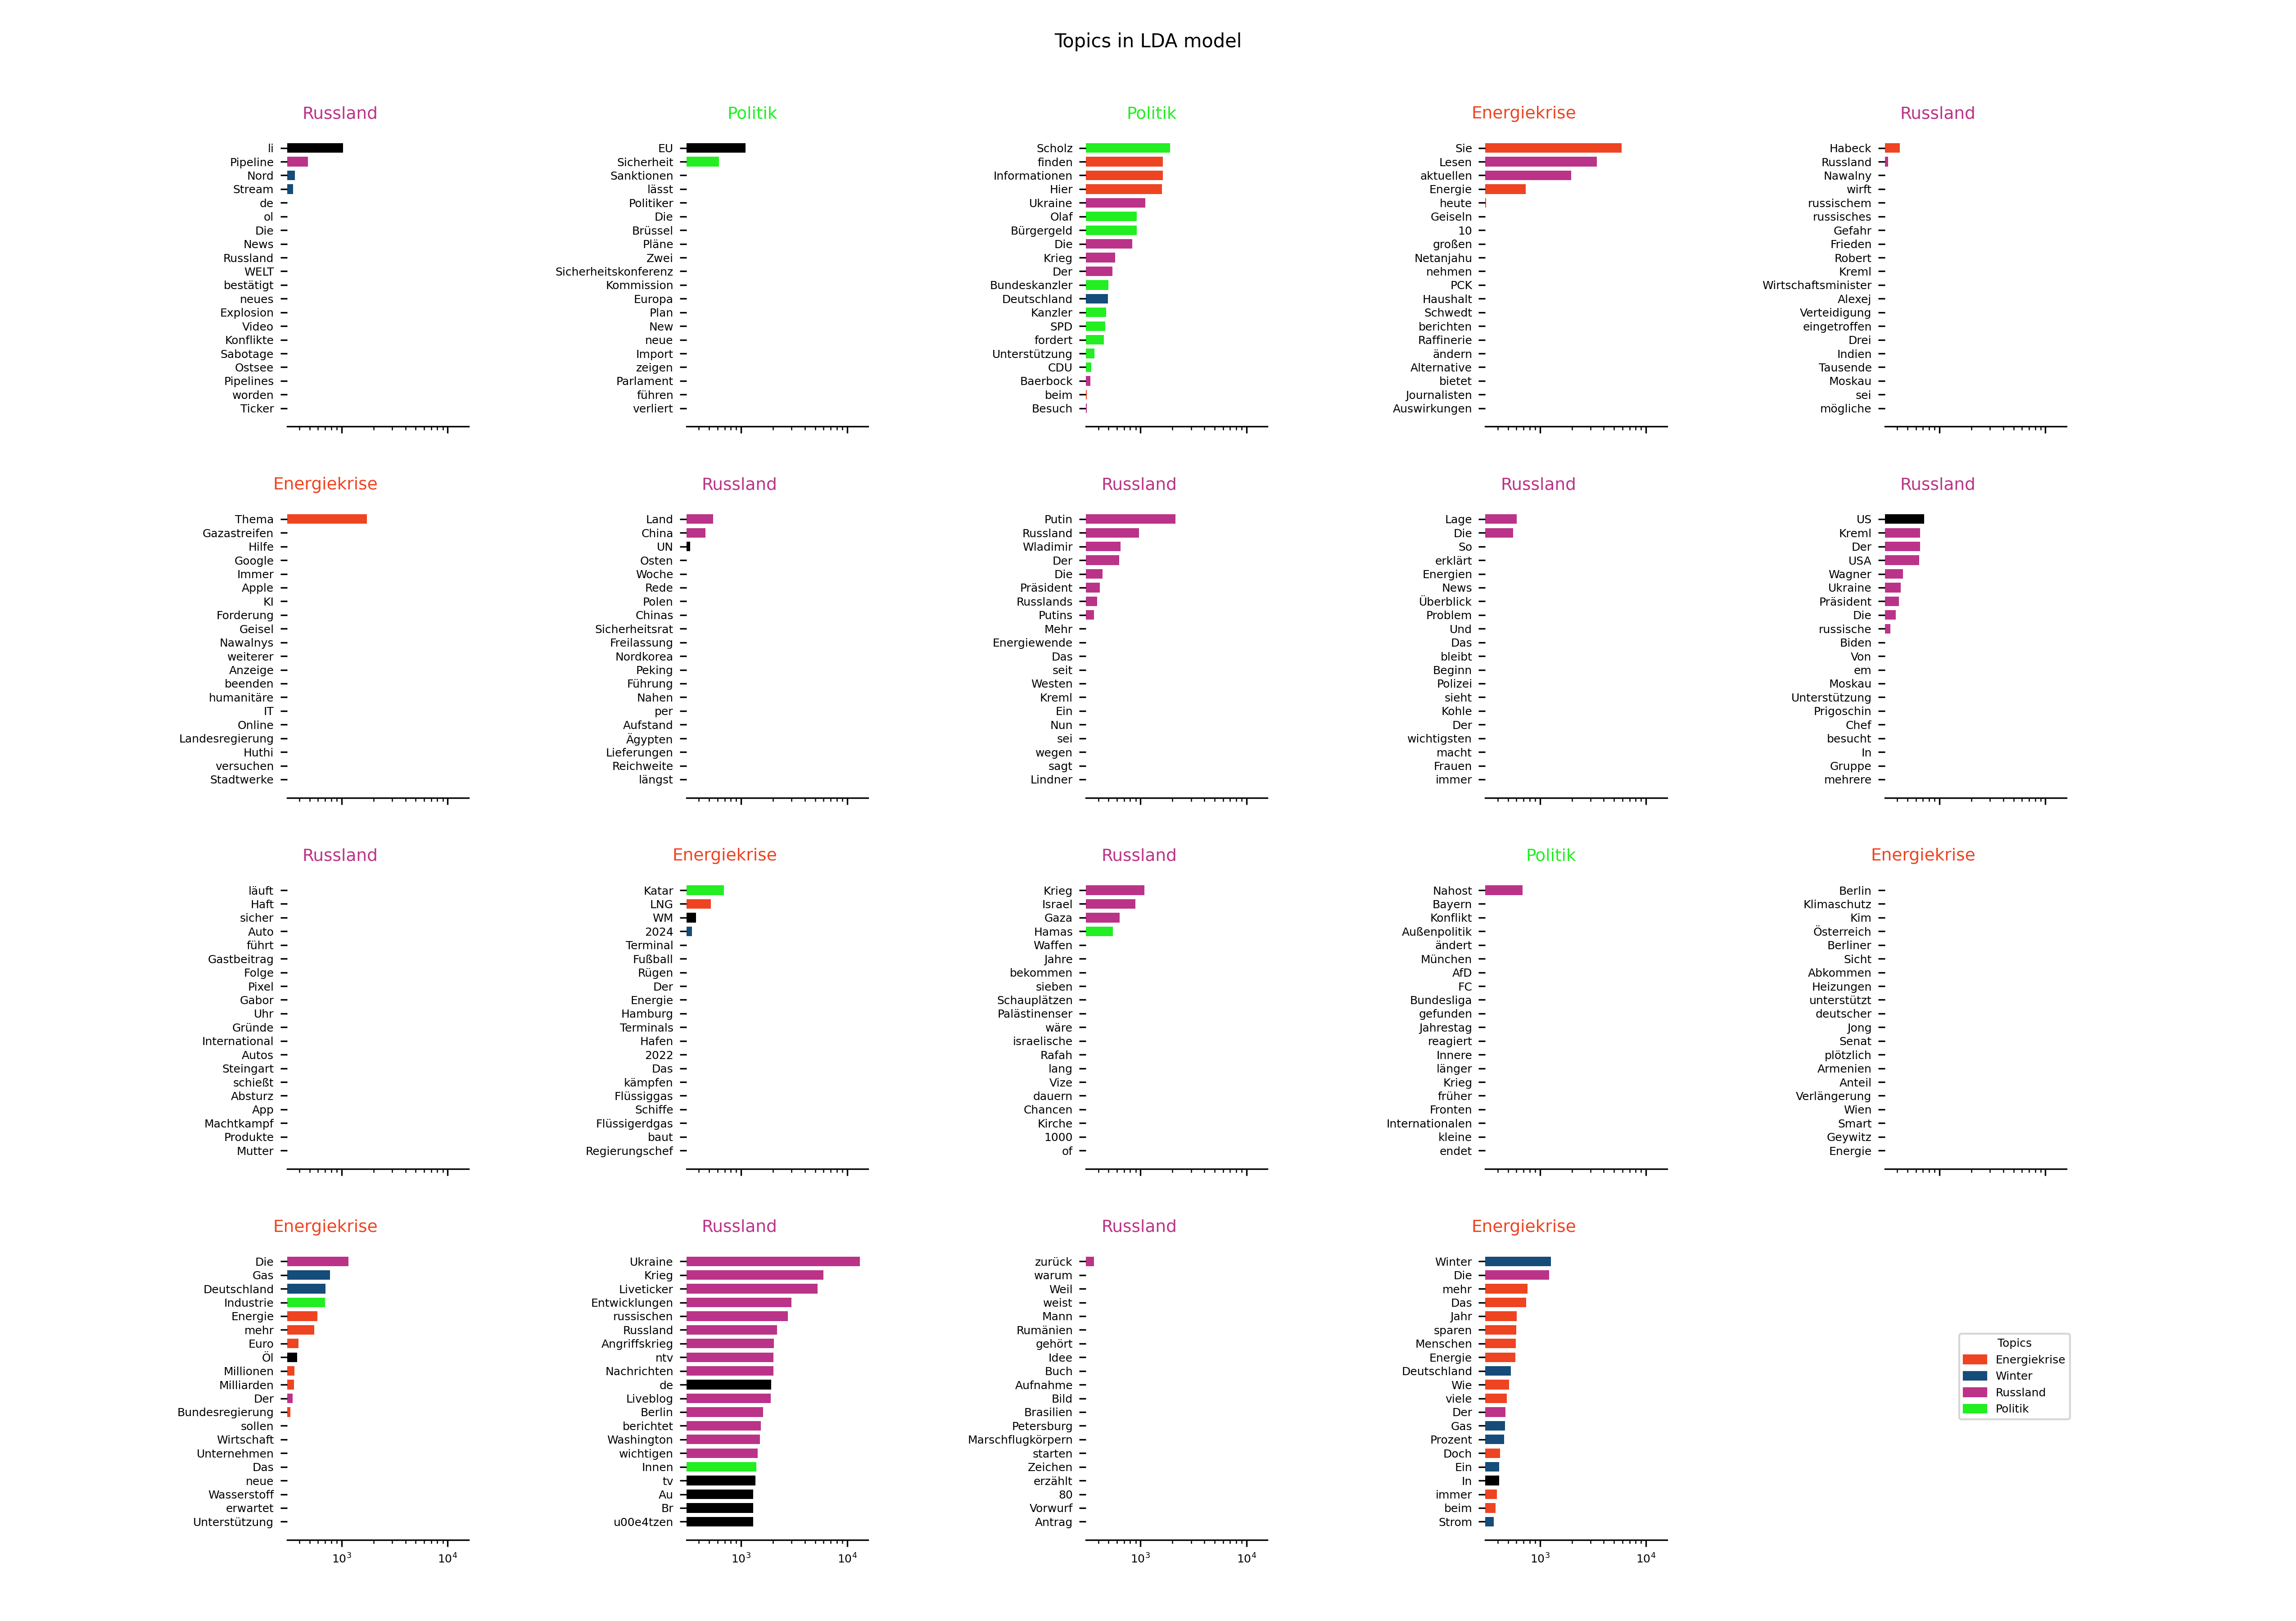 Topics in LDA model
Russland
li
Pipeline
Nord
Stream
de
ol
Die
News
Russland
WELT
bestätigt
neues
Explosion
Video
Konflikte
Sabotage
Ostsee
Pipelines
worden
Ticker
Politik
EU
Sicherheit
Sanktionen
lässt
Politiker
Die
Brüssel
Pläne
Zwei
Sicherheitskonferenz
Kommission
Europa
Plan
New
neue
Import
zeigen
Parlament
führen
verliert
Politik
Scholz
finden
Informationen
Hier
Ukraine
Olaf
Bürgergeld
Die
Krieg
Der
Bundeskanzler
Deutschland
Kanzler
SPD
fordert
Unterstützung
CDU
Baerbock
beim
Besuch
Energiekrise
Sie
Lesen
aktuellen
Energie
heute
Geiseln
10
großen
Netanjahu
nehmen
PCK
Haushalt
Schwedt
berichten
Raffinerie
ändern
Alternative
bietet
Journalisten
Auswirkungen
Russland
Habeck
Russland
Nawalny
wirft
russischem
russisches
Gefahr
Frieden
Robert
Kreml
Wirtschaftsminister
Alexej
Verteidigung
eingetroffen
Drei
Indien
Tausende
Moskau
sei
mögliche
Energiekrise
Thema
Gazastreifen
Hilfe
Google
Immer
Apple
KI
Forderung
Geisel
Nawalnys
weiterer
Anzeige
beenden
humanitäre
IT
Online
Landesregierung
Huthi
versuchen
Stadtwerke
Russland
Land
China
UN
Osten
Woche
Rede
Polen
Chinas
Sicherheitsrat
Freilassung
Nordkorea
Peking
Führung
Nahen
per
Aufstand
Ägypten
Lieferungen
Reichweite
längst
Russland
Putin
Russland
Wladimir
Der
Die
Präsident
Russlands
Putins
Mehr
Energiewende
Das
seit
Westen
Kreml
Ein
Nun
sei
wegen
sagt
Lindner
Russland
Lage
Die
So
erklärt
Energien
News
Überblick
Problem
Und
Das
bleibt
Beginn
Polizei
sieht
Kohle
Der
wichtigsten
macht
Frauen
immer
Russland
US
Kreml
Der
USA
Wagner
Ukraine
Präsident
Die
russische
Biden
Von
em
Moskau
Unterstützung
Prigoschin
Chef
besucht
In
Gruppe
mehrere
Russland
läuft
Haft
sicher
Auto
führt
Gastbeitrag
Folge
Pixel
Gabor
Uhr
Gründe
International
Autos
Steingart
schießt
Absturz
App
Machtkampf
Produkte
Mutter
Energiekrise
Katar
LNG
WM
2024
Terminal
Fußball
Rügen
Der
Energie
Hamburg
Terminals
Hafen
2022
Das
kämpfen
Flüssiggas
Schiffe
Flüssigerdgas
baut
Regierungschef
Russland
Krieg
Israel
Gaza
Hamas
Waffen
Jahre
bekommen
sieben
Schauplätzen
Palästinenser
wäre
israelische
Rafah
lang
Vize
dauern
Chancen
Kirche
1000
of
Politik
Nahost
Bayern
Konflikt
Außenpolitik
ändert
München
AfD
FC
Bundesliga
gefunden
Jahrestag
reagiert
Innere
länger
Krieg
früher
Fronten
Internationalen
kleine
endet
Energiekrise
Berlin
Klimaschutz
Kim
Österreich
Berliner
Sicht
Abkommen
Heizungen
unterstützt
deutscher
Jong
Senat
plötzlich
Armenien
Anteil
Verlängerung
Wien
Smart
Geywitz
Energie
Energiekrise
Die
Gas
Deutschland
Industrie
Energie
mehr
Euro
Öl
Millionen
Milliarden
Der
Bundesregierung
sollen
Wirtschaft
Unternehmen
Das
neue
Wasserstoff
erwartet
Unterstützung
10³ 10⁴
Russland
Ukraine
Krieg
Liveticker
Entwicklungen
russischen
Russland
Angriffskrieg
ntv
Nachrichten
de
Liveblog
Berlin
berichtet
Washington
wichtigen
Innen
tv
Au
Br
u00e4tzen
10³ 10⁴
Russland
zurück
warum
Weil
weist
Mann
Rumänien
gehört
Idee
Buch
Aufnahme
Bild
Brasilien
Petersburg
Marschflugkörpern
starten
Zeichen
erzählt
80
Vorwurf
Antrag
10³ 10⁴
Energiekrise
Winter
Die
mehr
Das
Jahr
sparen
Menschen
Energie
Deutschland
Wie
viele
Der
Gas
Prozent
Doch
Ein
In
immer
beim
Strom
10³ 10⁴
Topics
Energiekrise
Winter
Russland
Politik